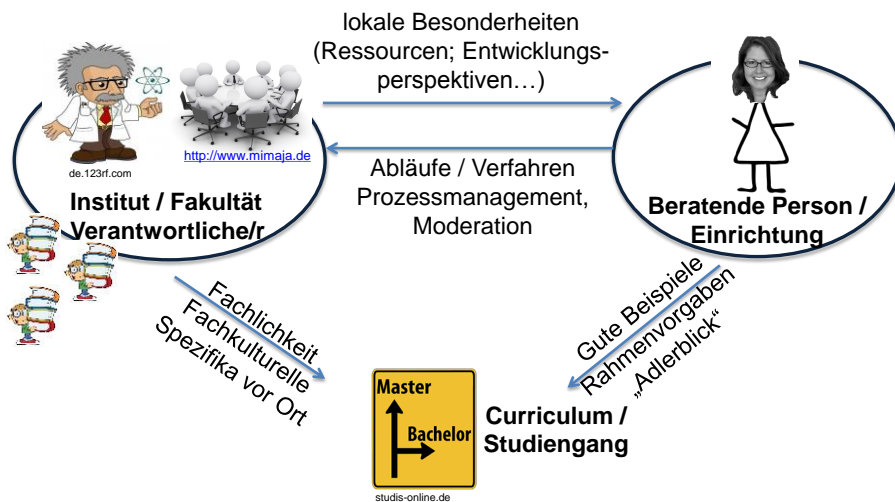 lokale Besonderheiten
(Ressourcen; Entwicklungs-
perspektiven…)
de.123rf.com
http://www.mimaja.de
Institut / Fakultät
Verantwortliche/r
Abläufe / Verfahren
Prozessmanagement,
Moderation
Beratende Person /
Einrichtung
Fachlichkeit
Fachkulturelle
Spezifika vor Ort
Gute Beispiele
Rahmenvorgaben
„Adlerblick“
Master
Bachelor
Curriculum /
Studiengang
studis-online.de